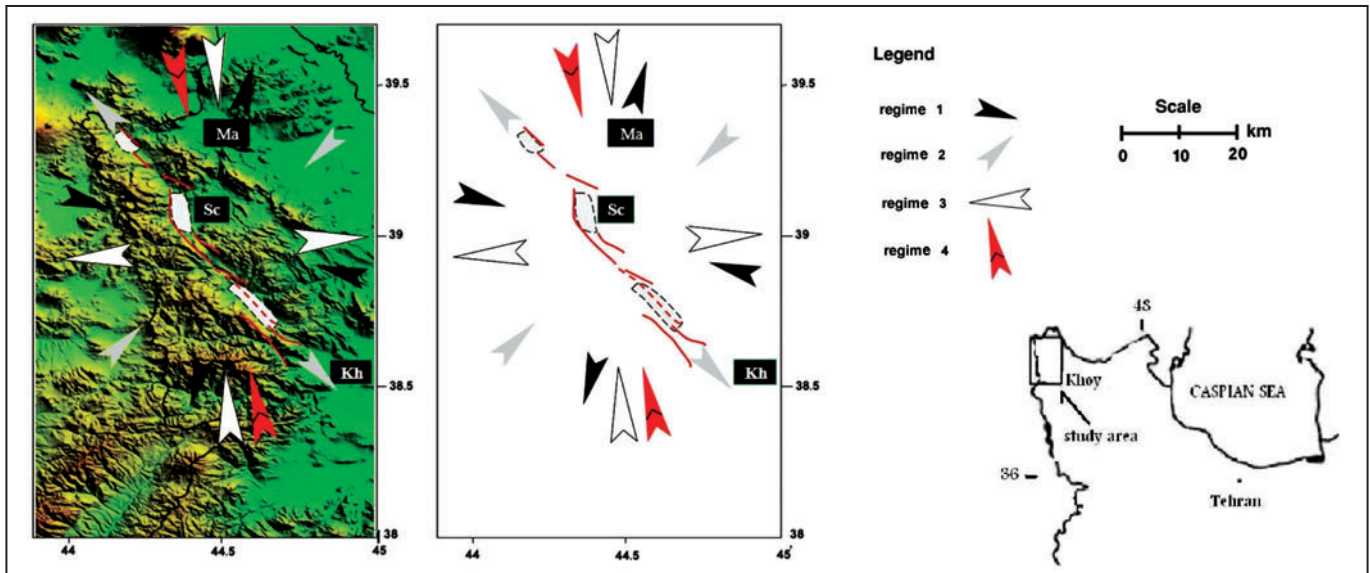 Ma
Sc
Kh
39.5
39
38.5
38
44
44.5
45
Ma
Sc
Kh
39.5
39
38.5
38
44
44.5
45'
Legend
regime 1
regime 2
regime 3
regime 4
Scale
km
0 10 20
48
Khoy
CASPIAN SEA
study area
36
Tehran